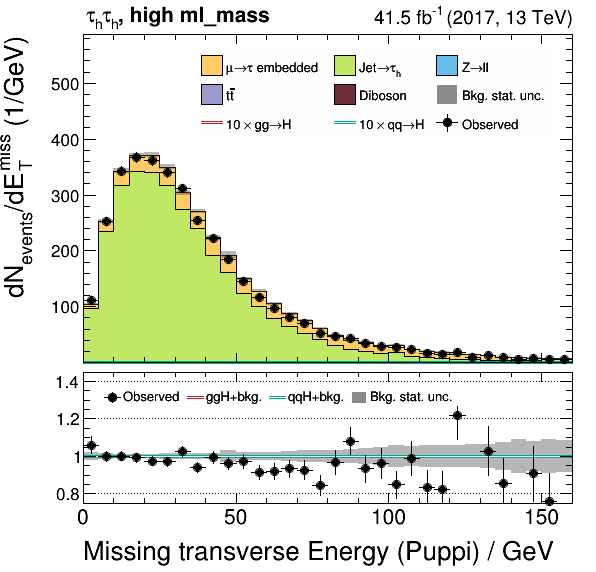 τhτh, high ml_mass 41.5 fb⁻¹ (2017, 13 TeV)
dNevents/dETmiss (1/GeV)
μ→τ embedded Jet→τh Z→ll
tt̄ Diboson Bkg. stat. unc.
10 × gg→H 10 × qq→H Observed
500
400
300
200
100
1.4
Observed ggH+bkg. qqH+bkg. Bkg. stat. unc.
1.2
1
0.8
0 50 100 150
Missing transverse Energy (Puppi) / GeV